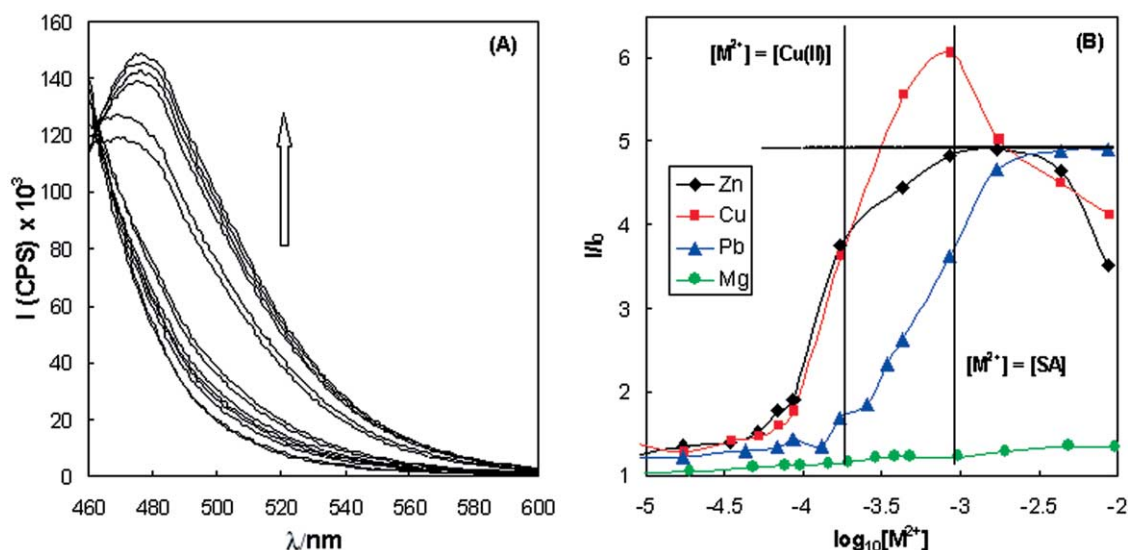 (A)
I (CPS) x 10³
160
140
120
100
80
60
40
20
0
460 480 500 520 540 560 580 600
λ/nm
(B)
I/I₀
6
5
4
3
2
1
[M²⁺] = [Cu(II)]
Zn
Cu
Pb
Mg
[M²⁺] = [SA]
-5 -4.5 -4 -3.5 -3 -2.5 -2
log₁₀[M²⁺]